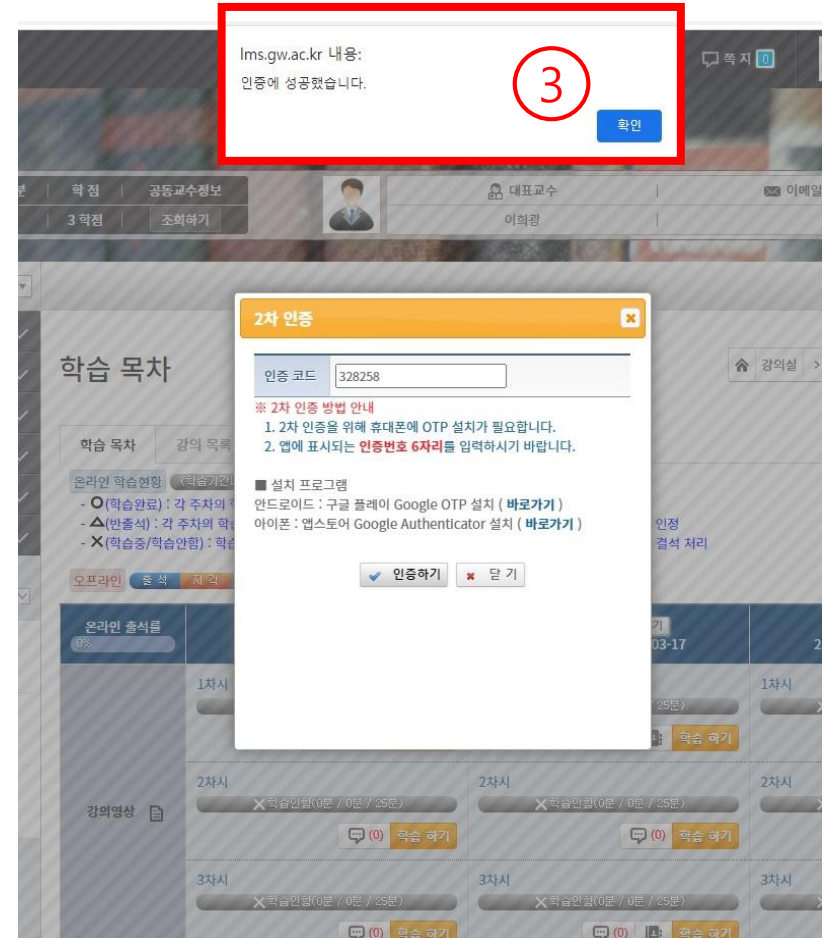 lms.gw.ac.kr 내용:
인증에 성공했습니다.
3
확인
쪽지 0
학점 공동교수정보 대표교수 이메일
3 학점 조회하기 이희광
2차 인증
학습 목차
강의실 >
인증 코드 328258
※ 2차 인증 방법 안내
1. 2차 인증을 위해 휴대폰에 OTP 설치가 필요합니다.
2. 앱에 표시되는 인증번호 6자리를 입력하시기 바랍니다.
학습 목차 강의 목록
■ 설치 프로그램
안드로이드 : 구글 플레이 Google OTP 설치 ( 바로가기 )
아이폰 : 앱스토어 Google Authenticator 설치 ( 바로가기 )
온라인 학습현황
- O(학습완료) : 각 주차의
- △(반출석) : 각 주차의 학습 인정
- X(학습중/학습안함) : 학습 결석 처리
인증하기 닫기
오프라인 출석 지각
온라인 출석률
0%
03-17
1차시 1차시
/ 25분)
학습 하기
강의영상
2차시 2차시 2차시
학습안함(0분 / 0분 / 25분) 학습안함(0분 / 0분 / 25분)
(0) 학습 하기 (0) 학습 하기
3차시 3차시 3차시
학습안함(0분 / 0분 / 25분) 학습안함(0분 / 0분 / 25분)
(0) 학습 하기 (0) 학습 하기